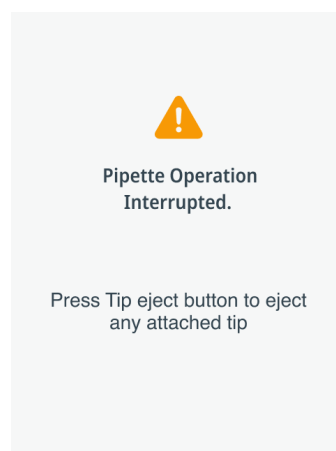 Pipette Operation
Interrupted.
Press Tip eject button to eject
any attached tip